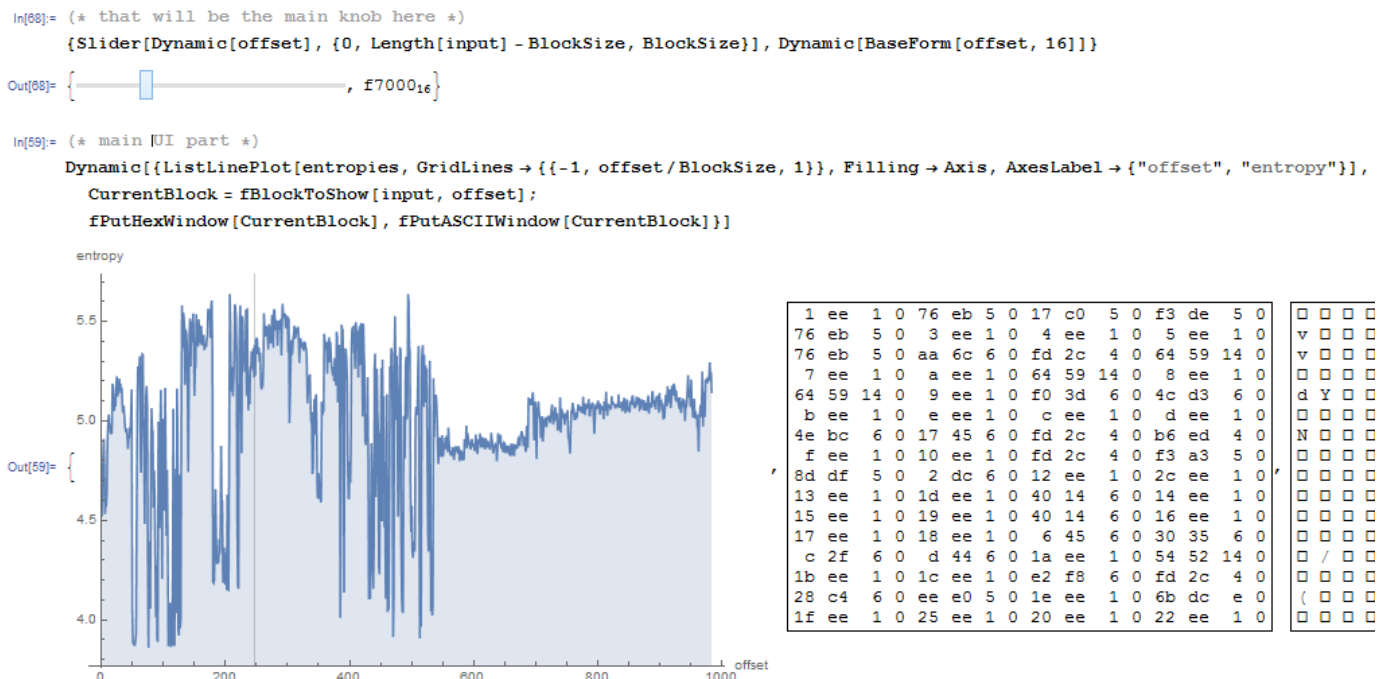 In[68]:= (* that will be the main knob here *)
{Slider[Dynamic[offset], {0, Length[input] - BlockSize, BlockSize}], Dynamic[BaseForm[offset, 16]]}
Out[68]= { , f7000₁₆}
In[59]:= (* main UI part *)
Dynamic[{ListLinePlot[entropies, GridLines → {{-1, offset/BlockSize, 1}}, Filling → Axis, AxesLabel → {"offset", "entropy"}],
CurrentBlock = fBlockToShow[input, offset];
fPutHexWindow[CurrentBlock], fPutASCIIWindow[CurrentBlock]}]
entropy
5.5
5.0
4.5
4.0
0 200 400 600 800 1000
offset
Out[59]= {
,
1 ee 1 0 76 eb 5 0 17 c0 5 0 f3 de 5 0
76 eb 5 0 3 ee 1 0 4 ee 1 0 5 ee 1 0
76 eb 5 0 aa 6c 6 0 fd 2c 4 0 64 59 14 0
7 ee 1 0 a ee 1 0 64 59 14 0 8 ee 1 0
64 59 14 0 9 ee 1 0 f0 3d 6 0 4c d3 6 0
b ee 1 0 e ee 1 0 c ee 1 0 d ee 1 0
4e bc 6 0 17 45 6 0 fd 2c 4 0 b6 ed 4 0
f ee 1 0 10 ee 1 0 fd 2c 4 0 f3 a3 5 0
8d df 5 0 2 dc 6 0 12 ee 1 0 2c ee 1 0
13 ee 1 0 1d ee 1 0 40 14 6 0 14 ee 1 0
15 ee 1 0 19 ee 1 0 40 14 6 0 16 ee 1 0
17 ee 1 0 18 ee 1 0 6 45 6 0 30 35 6 0
c 2f 6 0 d 44 6 0 1a ee 1 0 54 52 14 0
1b ee 1 0 1c ee 1 0 e2 f8 6 0 fd 2c 4 0
28 c4 6 0 ee e0 5 0 1e ee 1 0 6b dc e 0
1f ee 1 0 25 ee 1 0 20 ee 1 0 22 ee 1 0
,
□ □ □ □
v □ □ □
v □ □ □
□ □ □ □
d Y □ □
□ □ □ □
N □ □ □
□ □ □ □
□ □ □ □
□ □ □ □
□ □ □ □
□ □ □ □
□ / □ □
□ □ □ □
( □ □ □
□ □ □ □